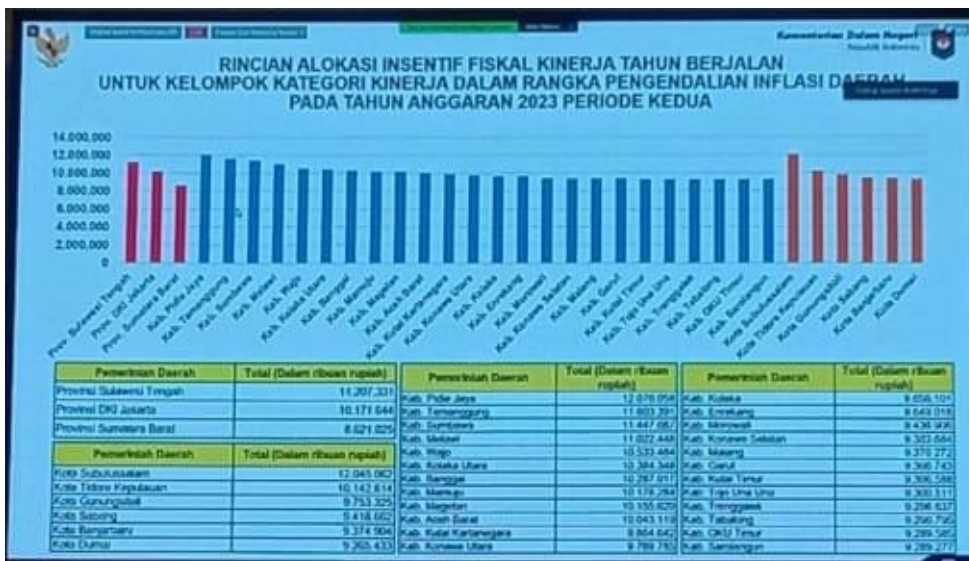 Kementerian Dalam Negeri
Republik Indonesia
RINCIAN ALOKASI INSENTIF FISKAL KINERJA TAHUN BERJALAN
UNTUK KELOMPOK KATEGORI KINERJA DALAM RANGKA PENGENDALIAN INFLASI DAERAH
PADA TAHUN ANGGARAN 2023 PERIODE KEDUA
14.000.000
12.000.000
10.000.000
8.000.000
6.000.000
4.000.000
2.000.000
0
Prov. Sulawesi Tengah
Prov. DKI Jakarta
Prov. Sumatera Barat
Kab. Pidie Jaya
Kab. Temanggung
Kab. Sumbawa
Kab. Melawi
Kab. Wajo
Kab. Kolaka Utara
Kab. Banggai
Kab. Mamuju
Kab. Magetan
Kab. Aceh Barat
Kab. Kutai Kartanegara
Kab. Konawe Utara
Kab. Kolaka
Kab. Enrekang
Kab. Morowali
Kab. Konawe Selatan
Kab. Malang
Kab. Garut
Kab. Kutai Timur
Kab. Tojo Una Una
Kab. Trenggalek
Kab. Tabalong
Kab. OKU Timur
Kab. Sarolangun
Kota Subulussalam
Kota Tidore Kepulauan
Kota Gunungsitoli
Kota Sabang
Kota Banjarbaru
Kota Dumai
Pemerintah Daerah Total (Dalam ribuan rupiah)
Provinsi Sulawesi Tengah 11.207.331
Provinsi DKI Jakarta 10.171.644
Provinsi Sumatera Barat 8.621.025
Pemerintah Daerah Total (Dalam ribuan rupiah)
Kota Subulussalam 12.045.062
Kota Tidore Kepulauan 10.142.614
Kota Gunungsitoli 9.753.325
Kota Sabang 9.418.602
Kota Banjarbaru 9.374.904
Kota Dumai 9.265.433
Pemerintah Daerah Total (Dalam ribuan rupiah)
Kab. Pidie Jaya 12.076.054
Kab. Temanggung 11.603.391
Kab. Sumbawa 11.447.087
Kab. Melawi 11.022.448
Kab. Wajo 10.533.484
Kab. Kolaka Utara 10.384.348
Kab. Banggai 10.287.017
Kab. Mamuju 10.178.284
Kab. Magetan 10.155.629
Kab. Aceh Barat 10.043.119
Kab. Kutai Kartanegara 9.864.642
Kab. Konawe Utara 9.789.792
Pemerintah Daerah Total (Dalam ribuan rupiah)
Kab. Kolaka 9.658.101
Kab. Enrekang 9.649.018
Kab. Morowali 9.436.906
Kab. Konawe Selatan 9.383.684
Kab. Malang 9.370.272
Kab. Garut 9.368.743
Kab. Kutai Timur 9.306.588
Kab. Tojo Una Una 9.300.511
Kab. Trenggalek 9.296.637
Kab. Tabalong 9.290.795
Kab. OKU Timur 9.289.585
Kab. Sarolangun 9.289.277